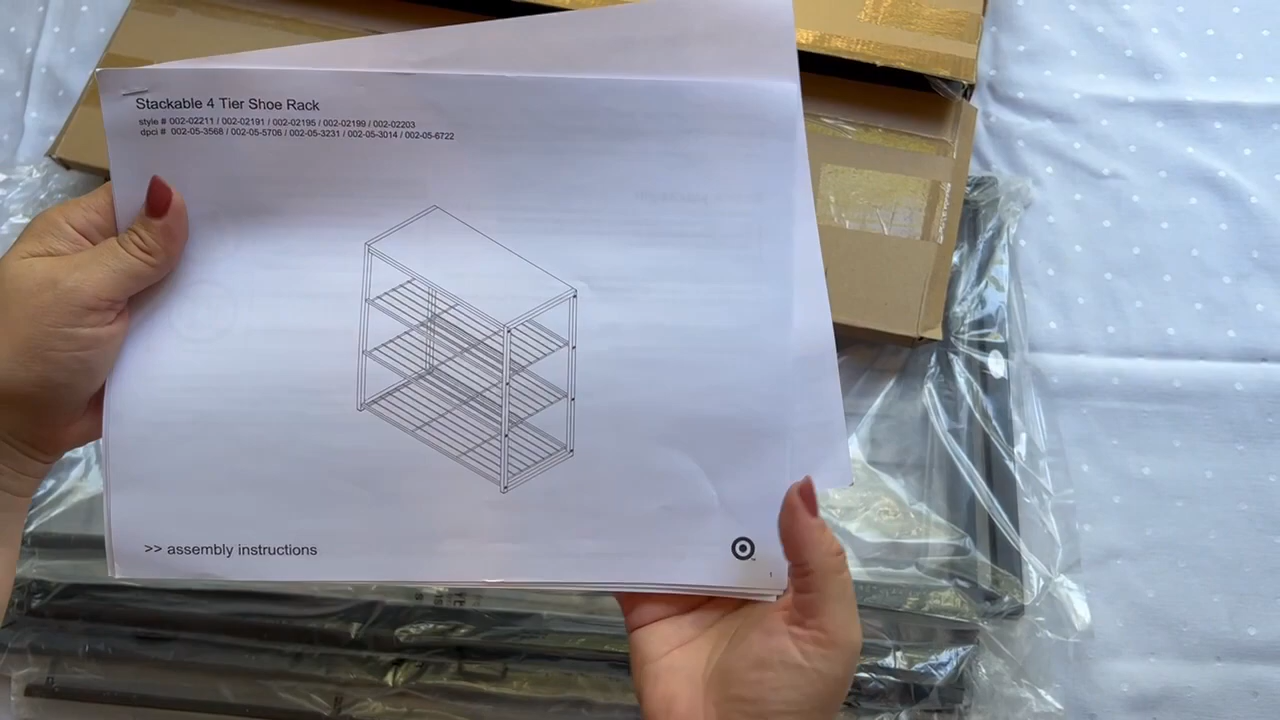 Stackable 4 Tier Shoe Rack
style # 002-02211 / 002-02191 / 002-02195 / 002-02199 / 002-02203
dpci # 002-05-3568 / 002-05-5706 / 002-05-3231 / 002-05-3014 / 002-05-6722
>> assembly instructions
1